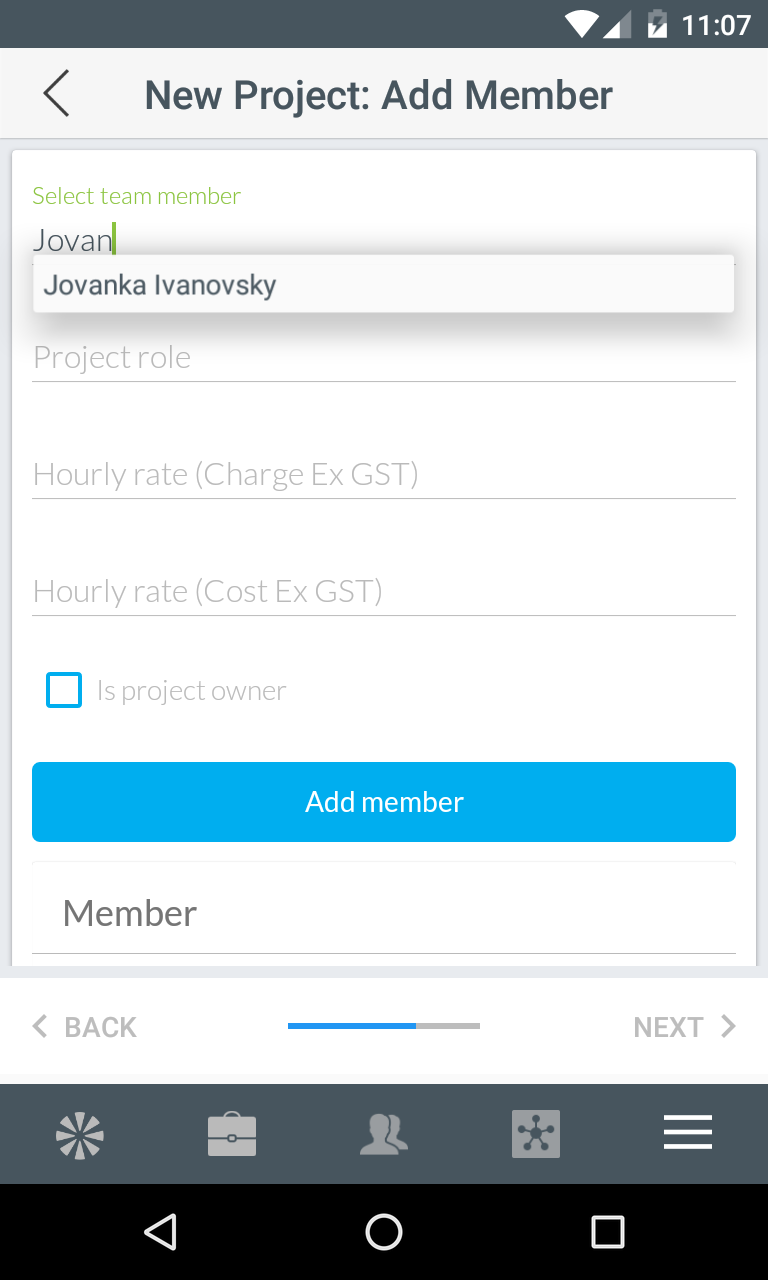 11:07
New Project: Add Member
Select team member
Jovan
Jovanka Ivanovsky
Project role
Hourly rate (Charge Ex GST)
Hourly rate (Cost Ex GST)
Is project owner
Add member
Member
BACK
NEXT